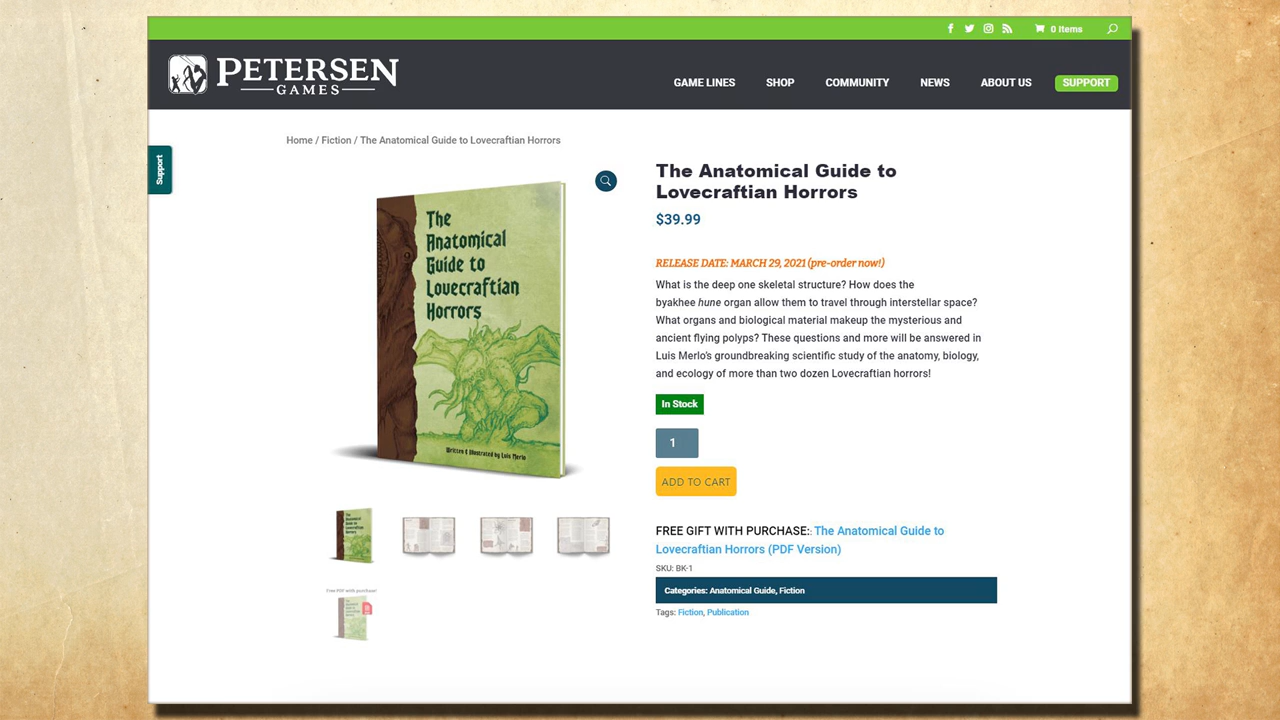 0 Items
PETERSEN
GAMES
GAME LINES
SHOP
COMMUNITY
NEWS
ABOUT US
SUPPORT
Home / Fiction / The Anatomical Guide to Lovecraftian Horrors
Support
The
Anatomical
Guide to
Lovecraftian
Horrors
Written & Illustrated by Luis Merlo
The Anatomical Guide to
Lovecraftian Horrors
$39.99
RELEASE DATE: MARCH 29, 2021 (pre-order now!)
What is the deep one skeletal structure? How does the
byakhee hune organ allow them to travel through interstellar space?
What organs and biological material makeup the mysterious and
ancient flying polyps? These questions and more will be answered in
Luis Merlo's groundbreaking scientific study of the anatomy, biology,
and ecology of more than two dozen Lovecraftian horrors!
In Stock
1
ADD TO CART
FREE GIFT WITH PURCHASE: The Anatomical Guide to
Lovecraftian Horrors (PDF Version)
SKU: BK-1
Categories: Anatomical Guide, Fiction
Tags: Fiction, Publication
Free PDF with purchase!